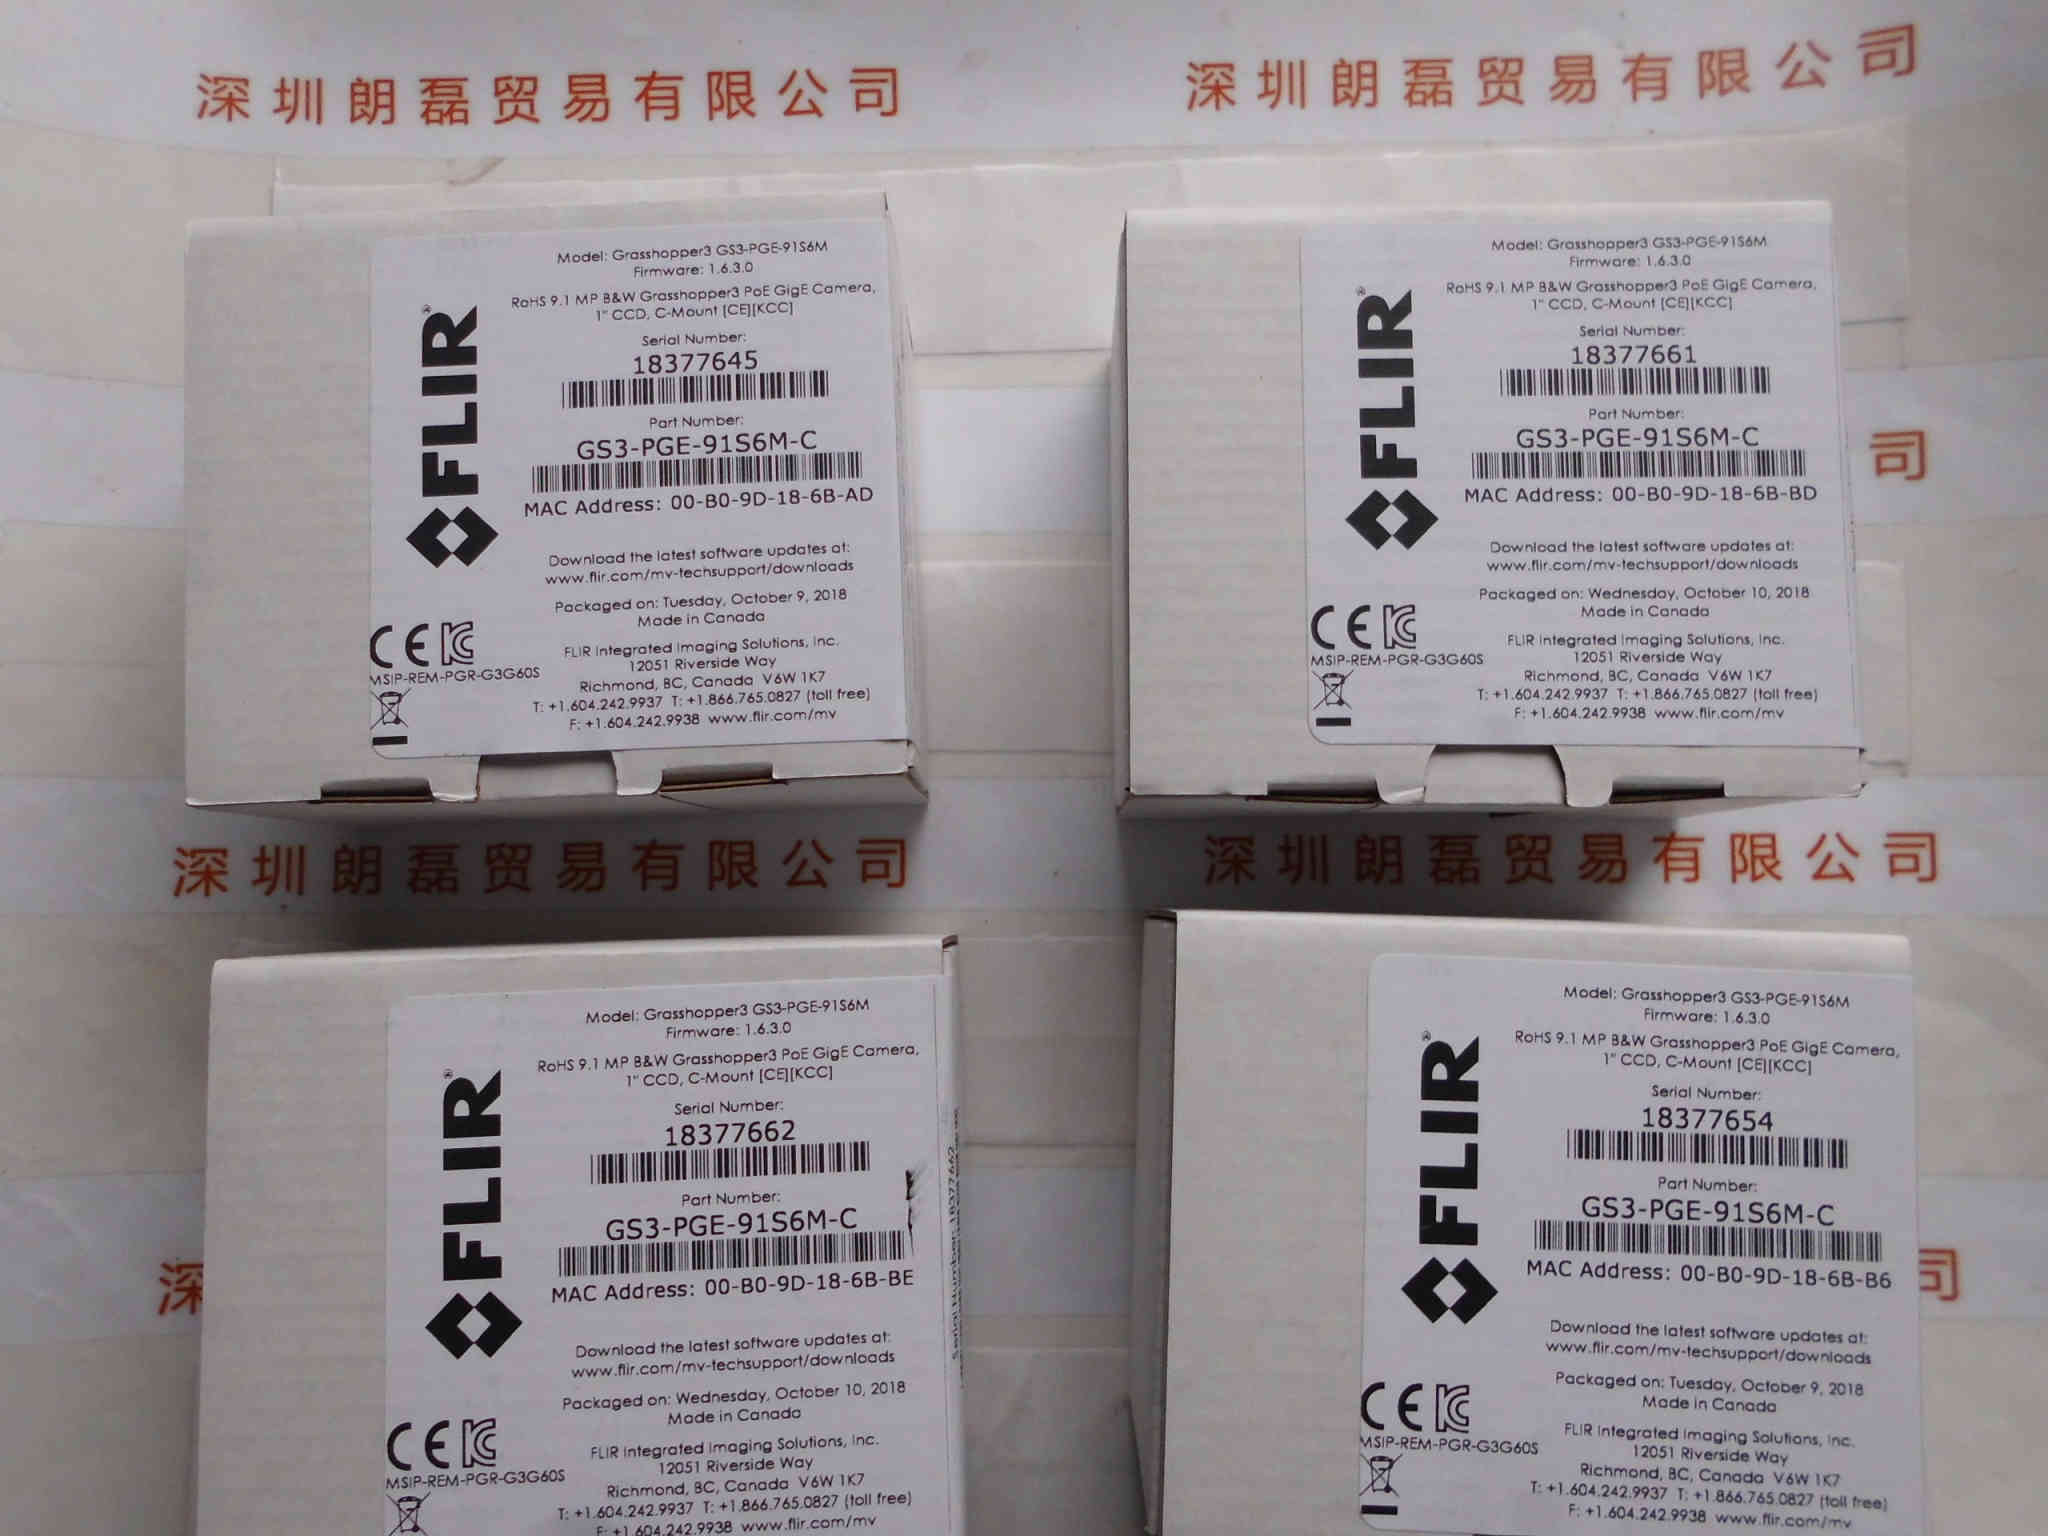 深圳朗磊贸易有限公司
深圳朗磊贸易有限公司
Model: Grasshopper3 GS3-PGE-91S6M
Firmware: 1.6.3.0
RoHS 9.1 MP B&W Grasshopper3 PoE GigE Camera,
1" CCD, C-Mount [CE][KCC]
Serial Number:
18377645
Part Number:
GS3-PGE-91S6M-C
MAC Address: 00-B0-9D-18-6B-AD
Download the latest software updates at:
www.flir.com/mv-techsupport/downloads
Packaged on: Tuesday, October 9, 2018
Made in Canada
FLIR Integrated Imaging Solutions, Inc.
12051 Riverside Way
Richmond, BC, Canada V6W 1K7
T: +1.604.242.9937 T: +1.866.765.0827 (toll free)
F: +1.604.242.9938 www.flir.com/mv
FLIR®
CE KC
MSIP-REM-PGR-G3G60S
Model: Grasshopper3 GS3-PGE-91S6M
Firmware: 1.6.3.0
RoHS 9.1 MP B&W Grasshopper3 PoE GigE Camera,
1" CCD, C-Mount [CE][KCC]
Serial Number:
18377661
Part Number:
GS3-PGE-91S6M-C
MAC Address: 00-B0-9D-18-6B-BD
Download the latest software updates at:
www.flir.com/mv-techsupport/downloads
Packaged on: Wednesday, October 10, 2018
Made in Canada
FLIR Integrated Imaging Solutions, Inc.
12051 Riverside Way
Richmond, BC, Canada V6W 1K7
T: +1.604.242.9937 T: +1.866.765.0827 (toll free)
F: +1.604.242.9938 www.flir.com/mv
FLIR®
CE KC
MSIP-REM-PGR-G3G60S
司
深圳朗磊贸易有限公司
深圳朗磊贸易有限公司
Model: Grasshopper3 GS3-PGE-91S6M
Firmware: 1.6.3.0
RoHS 9.1 MP B&W Grasshopper3 PoE GigE Camera,
1" CCD, C-Mount [CE][KCC]
Serial Number:
18377662
Part Number:
GS3-PGE-91S6M-C
MAC Address: 00-B0-9D-18-6B-BE
Download the latest software updates at:
www.flir.com/mv-techsupport/downloads
Packaged on: Wednesday, October 10, 2018
Made in Canada
FLIR Integrated Imaging Solutions, Inc.
12051 Riverside Way
Richmond, BC, Canada V6W 1K7
T: +1.604.242.9937 T: +1.866.765.0827 (toll free)
F: +1.604.242.9938 www.flir.com/mv
FLIR®
CE KC
MSIP-REM-PGR-G3G60S
Serial Number: 18377662
Model: Grasshopper3 GS3-PGE-91S6M
Firmware: 1.6.3.0
RoHS 9.1 MP B&W Grasshopper3 PoE GigE Camera,
1" CCD, C-Mount [CE][KCC]
Serial Number:
18377654
Part Number:
GS3-PGE-91S6M-C
MAC Address: 00-B0-9D-18-6B-B6
Download the latest software updates at:
www.flir.com/mv-techsupport/downloads
Packaged on: Tuesday, October 9, 2018
Made in Canada
FLIR Integrated Imaging Solutions, Inc.
12051 Riverside Way
Richmond, BC, Canada V6W 1K7
T: +1.604.242.9937 T: +1.866.765.0827 (toll free)
F: +1.604.242.9938 www.flir.com/mv
FLIR®
CE KC
MSIP-REM-PGR-G3G60S
深
司